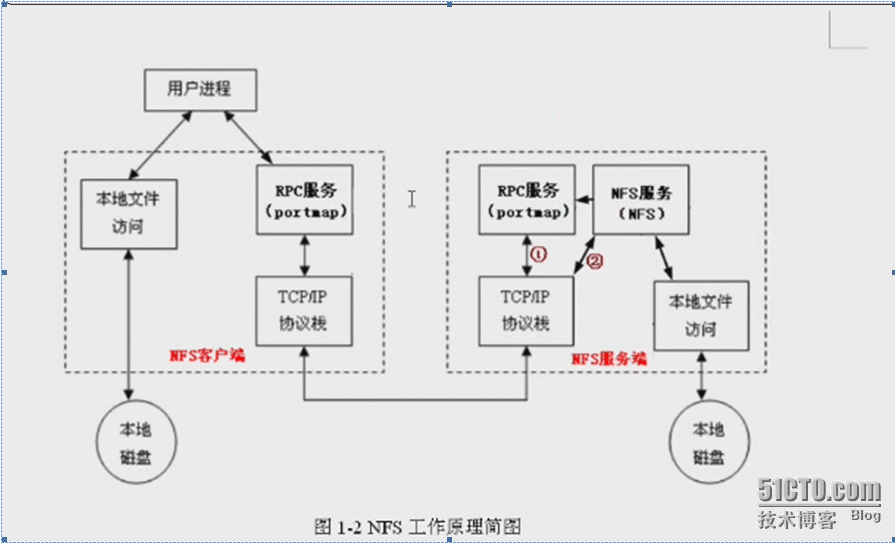 用户进程
本地文件
访问
RPC服务
(portmap)
TCP/IP
协议栈
NFS客户端
本地
磁盘
RPC服务
(portmap)
NFS服务
(NFS)
①
②
TCP/IP
协议栈
本地文件
访问
NFS服务端
本地
磁盘
图 1-2 NFS 工作原理简图
51CTO.com
技术博客 Blog